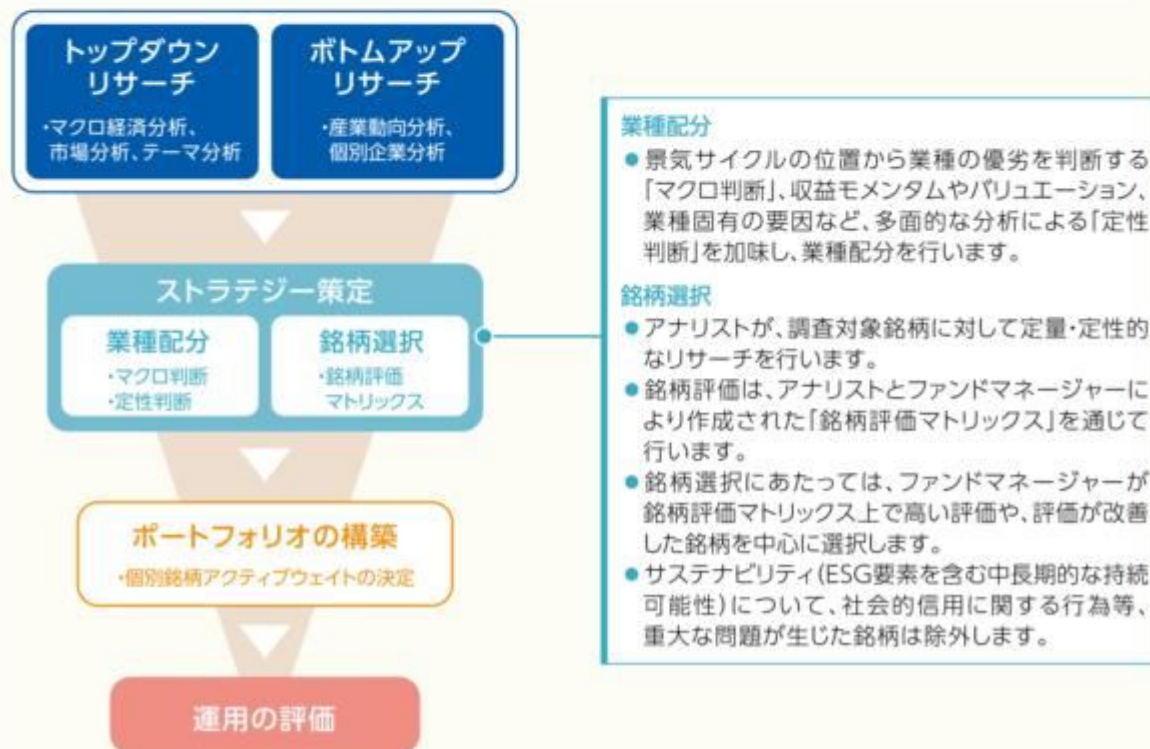 トップダウン
リサーチ
・マクロ経済分析、
市場分析、テーマ分析
ボトムアップ
リサーチ
・産業動向分析、
個別企業分析
ストラテジー策定
業種配分
・マクロ判断
・定性判断
銘柄選択
・銘柄評価
マトリックス
ポートフォリオの構築
・個別銘柄アクティブウェイトの決定
運用の評価
業種配分
●景気サイクルの位置から業種の優劣を判断する
「マクロ判断」、収益モメンタムやバリュエーション、
業種固有の要因など、多面的な分析による「定性
判断」を加味し、業種配分を行います。
銘柄選択
●アナリストが、調査対象銘柄に対して定量・定性的
なリサーチを行います。
●銘柄評価は、アナリストとファンドマネージャーに
より作成された「銘柄評価マトリックス」を通じて
行います。
●銘柄選択にあたっては、ファンドマネージャーが
銘柄評価マトリックス上で高い評価や、評価が改善
した銘柄を中心に選択します。
●サステナビリティ(ESG要素を含む中長期的な持続
可能性)について、社会的信用に関する行為等、
重大な問題が生じた銘柄は除外します。